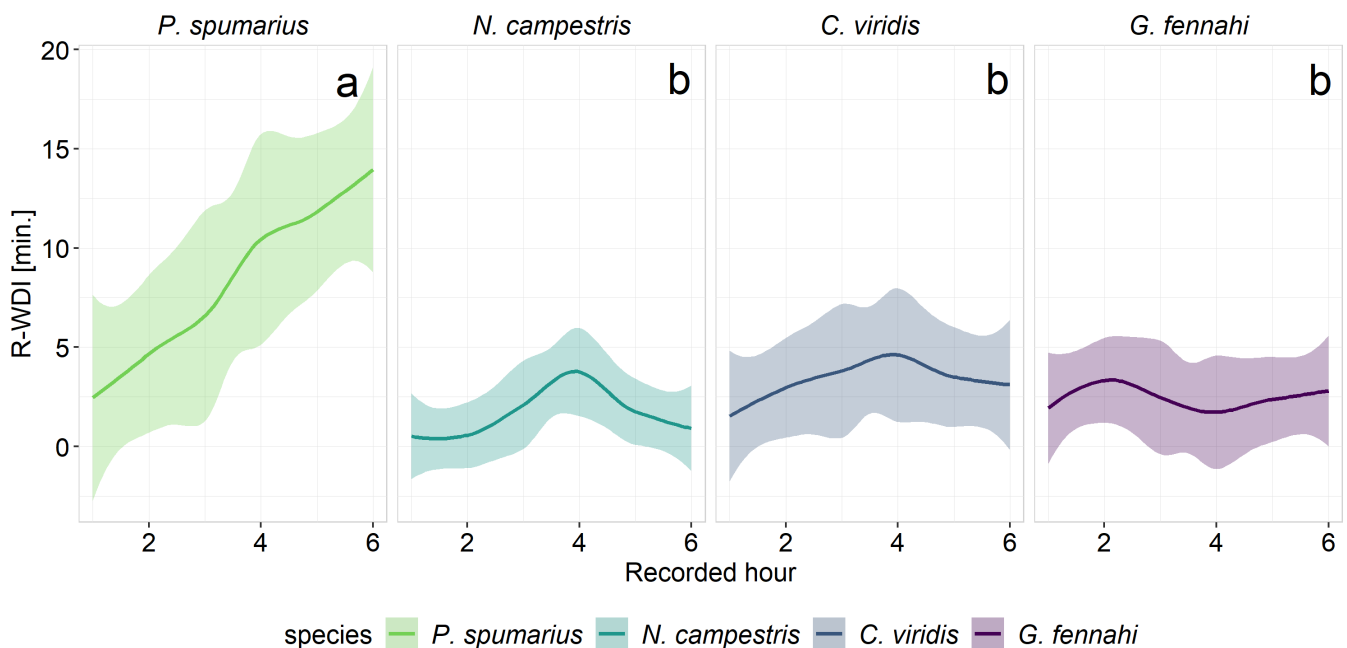 P. spumarius N. campestris C. viridis G. fennahi
a b b b
20
15
10
5
0
R-WDI [min.]
2 4 6 2 4 6 2 4 6 2 4 6
Recorded hour
species P. spumarius N. campestris C. viridis G. fennahi